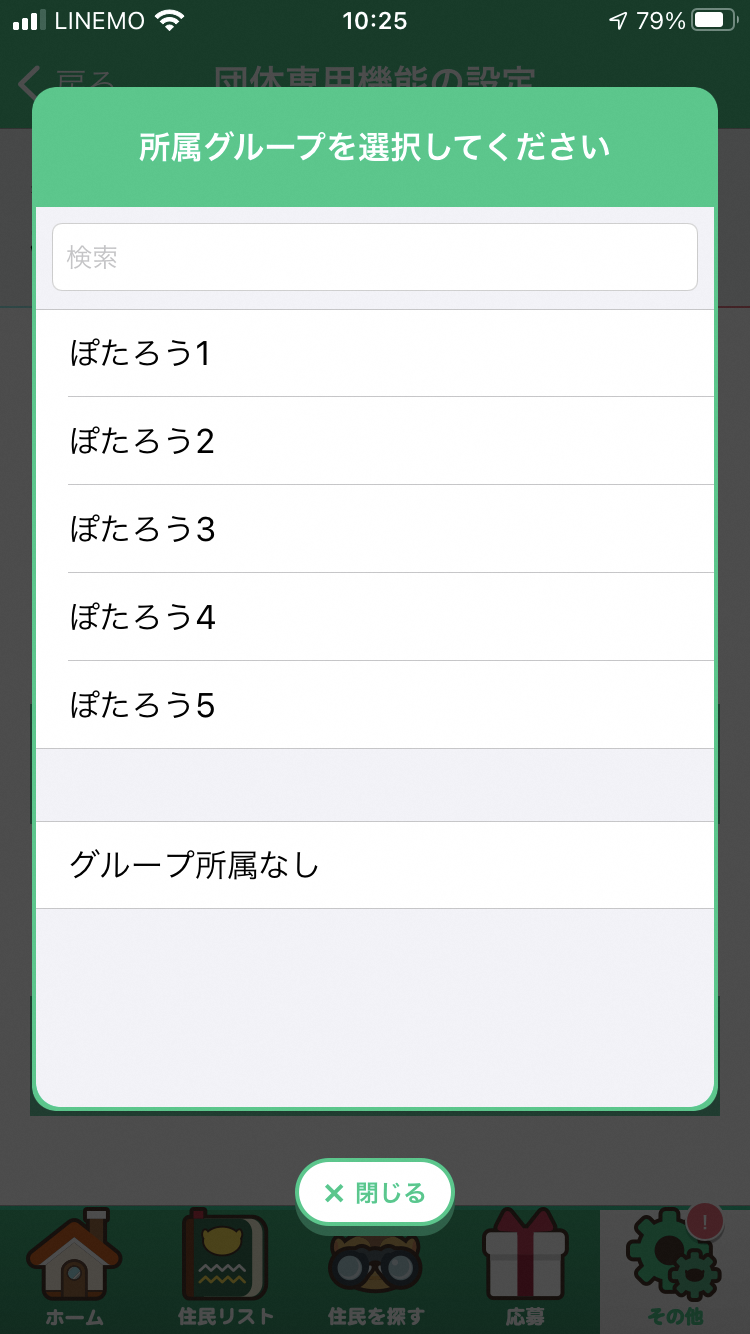 LINEMO 10:25 79%
戻る 団体専用機能の設定
所属グループを選択してください
検索
ぽたろう1
ぽたろう2
ぽたろう3
ぽたろう4
ぽたろう5
グループ所属なし
× 閉じる
!
ホーム 住民リスト 住民を探す 応募 その他